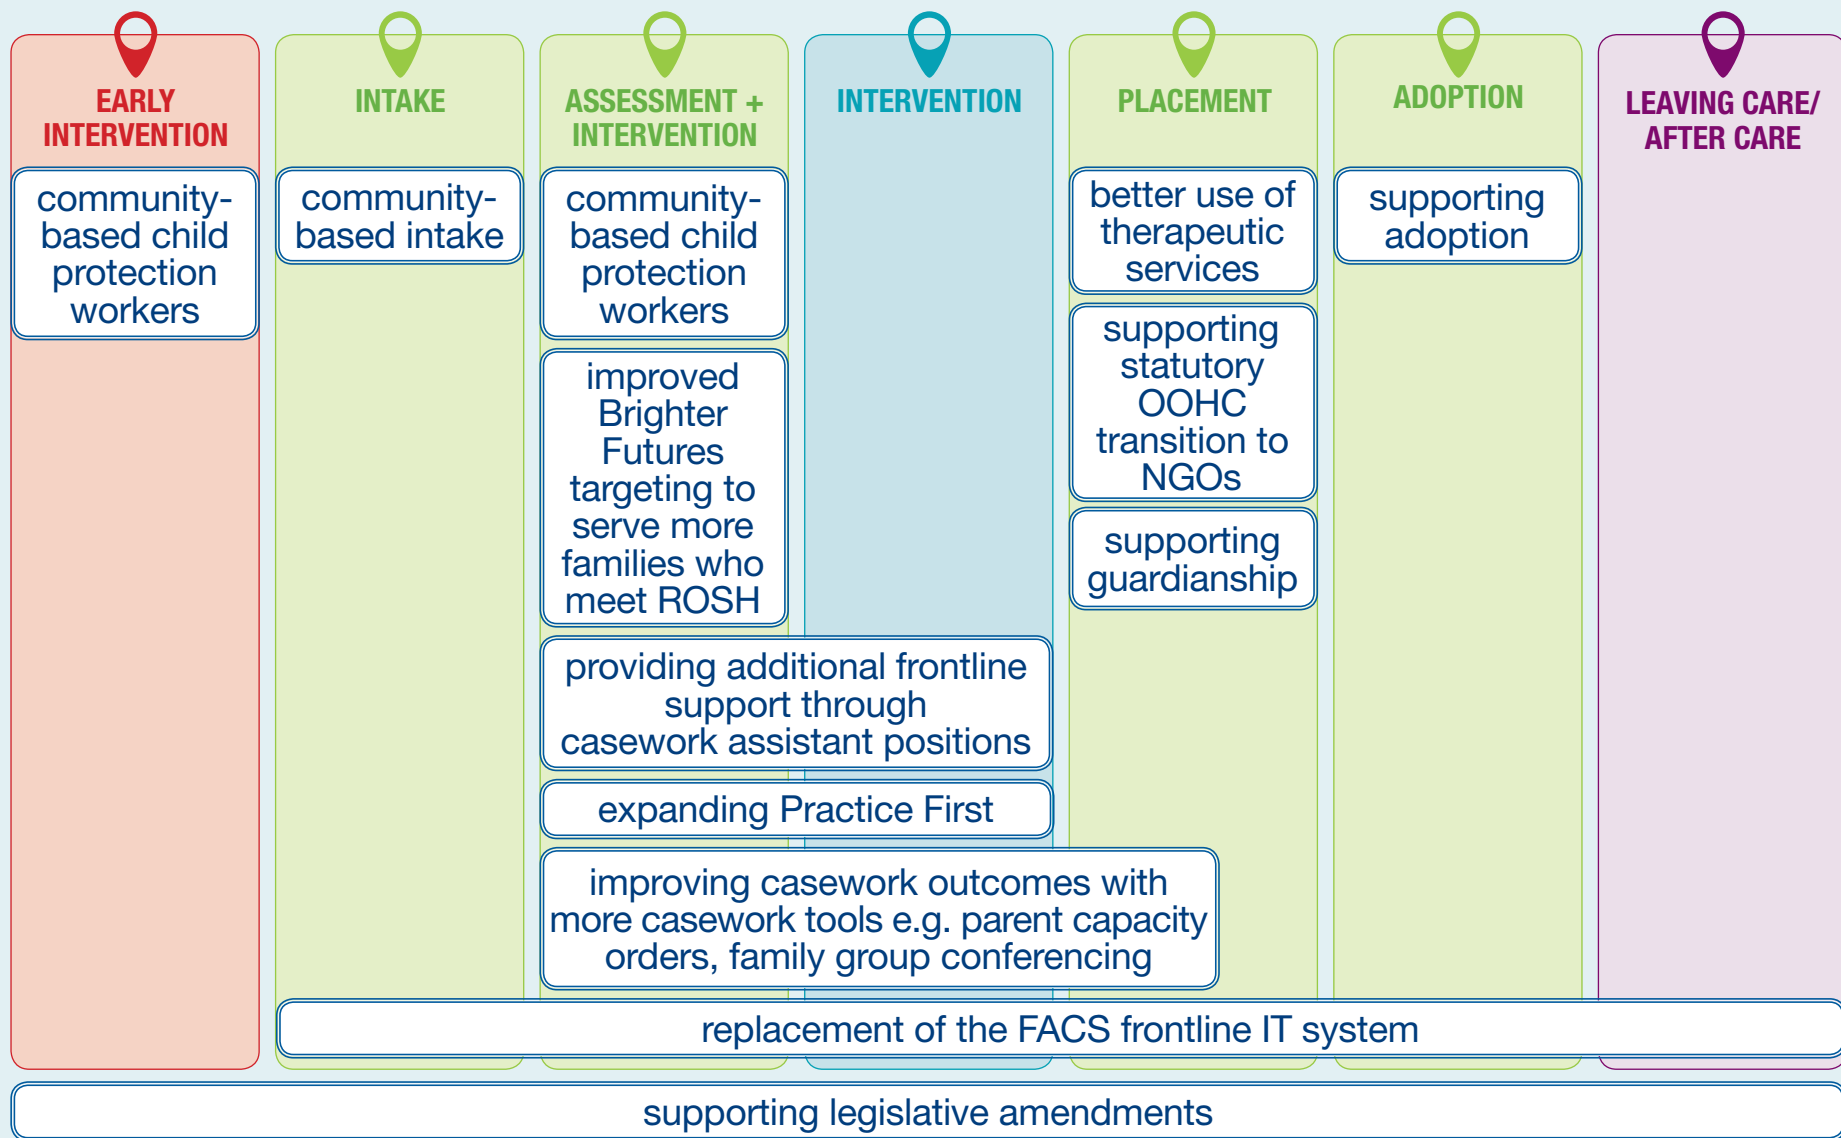 EARLY
INTERVENTION
INTAKE
ASSESSMENT +
INTERVENTION
INTERVENTION
PLACEMENT
ADOPTION
LEAVING CARE/
AFTER CARE
community-
based child
protection
workers
community-
based intake
community-
based child
protection
workers
improved
Brighter
Futures
targeting to
serve more
families who
meet ROSH
better use of
therapeutic
services
supporting
statutory
OOHC
transition to
NGOs
supporting
guardianship
supporting
adoption
providing additional frontline
support through
casework assistant positions
expanding Practice First
improving casework outcomes with
more casework tools e.g. parent capacity
orders, family group conferencing
replacement of the FACS frontline IT system
supporting legislative amendments